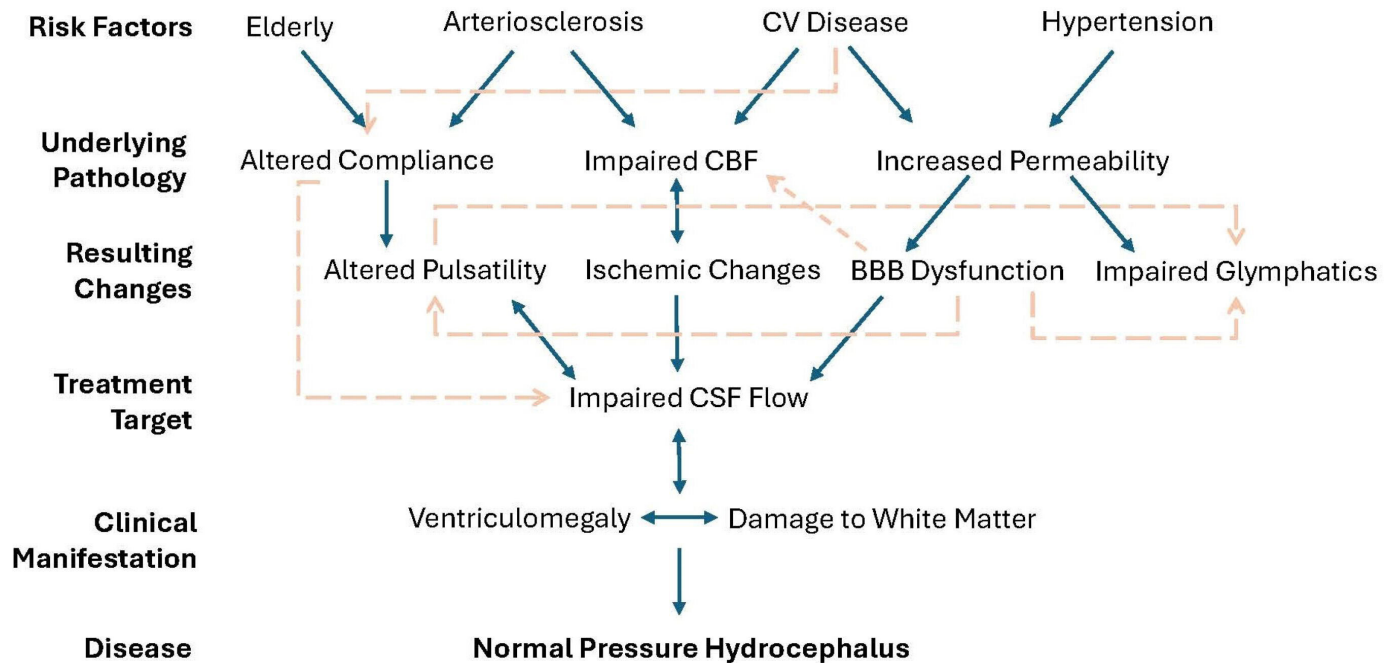 Risk Factors
Elderly
Arteriosclerosis
CV Disease
Hypertension
Underlying
Pathology
Altered Compliance
Impaired CBF
Increased Permeability
Resulting
Changes
Altered Pulsatility
Ischemic Changes
BBB Dysfunction
Impaired Glymphatics
Treatment
Target
Impaired CSF Flow
Clinical
Manifestation
Ventriculomegaly
Damage to White Matter
Disease
Normal Pressure Hydrocephalus